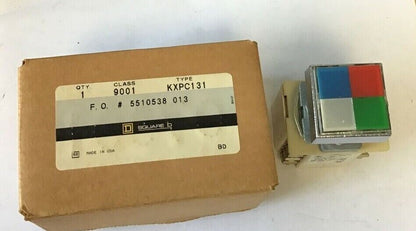 QTY CLASS TYPE
1 9001 KXPC131
F.O. # 5510538 013
D SQUARE D
MADE IN USA BD